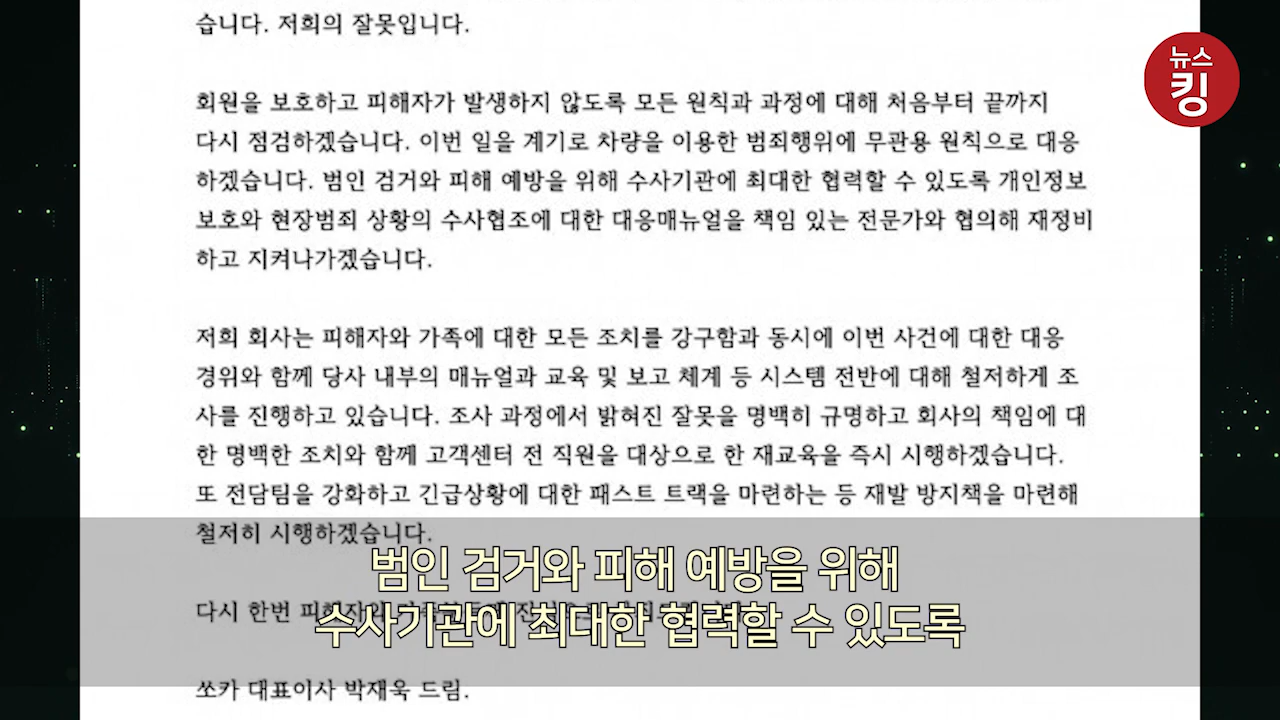 습니다. 저희의 잘못입니다.
뉴스
킹
회원을 보호하고 피해자가 발생하지 않도록 모든 원칙과 과정에 대해 처음부터 끝까지
다시 점검하겠습니다. 이번 일을 계기로 차량을 이용한 범죄행위에 무관용 원칙으로 대응
하겠습니다. 범인 검거와 피해 예방을 위해 수사기관에 최대한 협력할 수 있도록 개인정보
보호와 현장범죄 상황의 수사협조에 대한 대응매뉴얼을 책임 있는 전문가와 협의해 재정비
하고 지켜나가겠습니다.
저희 회사는 피해자와 가족에 대한 모든 조치를 강구함과 동시에 이번 사건에 대한 대응
경위와 함께 당사 내부의 매뉴얼과 교육 및 보고 체계 등 시스템 전반에 대해 철저하게 조
사를 진행하고 있습니다. 조사 과정에서 밝혀진 잘못을 명백히 규명하고 회사의 책임에 대
한 명백한 조치와 함께 고객센터 전 직원을 대상으로 한 재교육을 즉시 시행하겠습니다.
또 전담팀을 강화하고 긴급상황에 대한 패스트 트랙을 마련하는 등 재발 방지책을 마련해
철저히 시행하겠습니다.
범인 검거와 피해 예방을 위해
다시 한번
수사기관에 최대한 협력할 수 있도록
쏘카 대표이사 박재욱 드림.